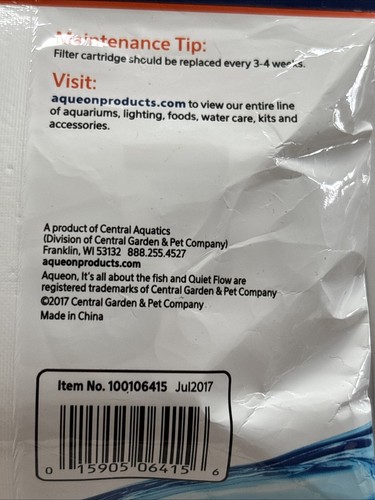 Maintenance Tip:
Filter cartridge should be replaced every 3-4 weeks.
Visit:
aqueonproducts.com to view our entire line
of aquariums, lighting, foods, water care, kits and
accessories.
A product of Central Aquatics
(Division of Central Garden & Pet Company)
Franklin, WI 53132 888.255.4527
aqueonproducts.com
Aqueon, It's all about the fish and Quiet Flow are
registered trademarks of Central Garden & Pet Company
©2017 Central Garden & Pet Company
Made in China
Item No. 100106415 Jul2017
0 15905 06415 6